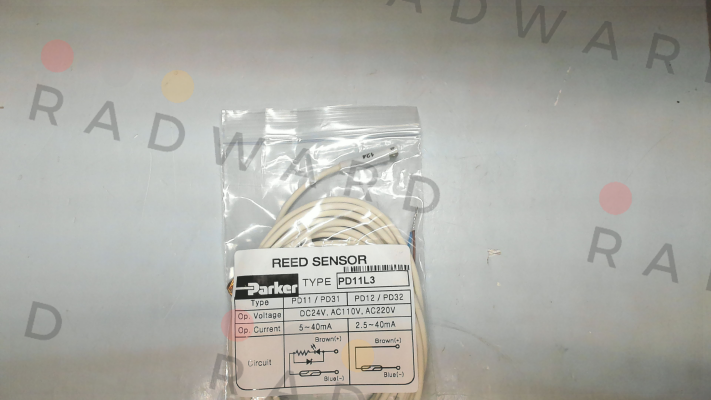 RADWARD
RADWARD
RADWARD
RAD
D
REED SENSOR
Parker TYPE PD11L3
Type PD11 / PD31 PD12 / PD32
Op. Voltage DC24V, AC110V, AC220V
Op. Current 5~40mA 2.5~40mA
Circuit Brown(+) Brown(+)
Blue(-) Blue(-)